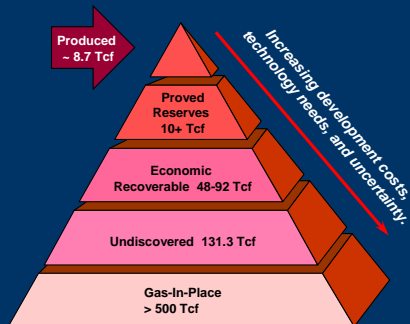 Produced
~ 8.7 Tcf
Proved
Reserves
10+ Tcf
Economic
Recoverable 48-92 Tcf
Undiscovered 131.3 Tcf
Gas-In-Place
> 500 Tcf
Increasing development costs,
technology needs, and uncertainty.